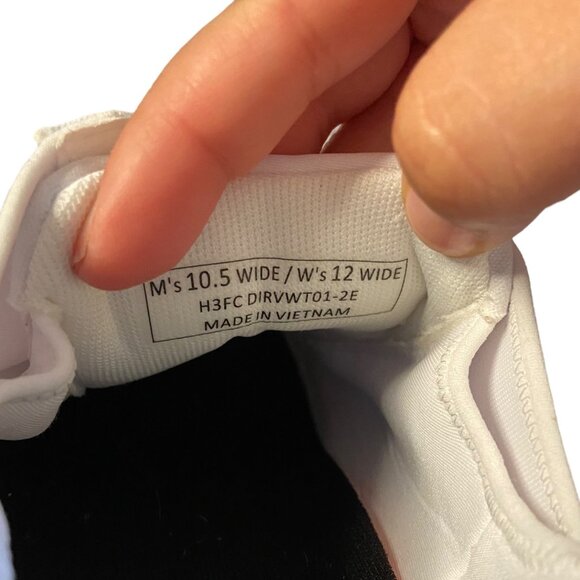 M's 10.5 WIDE / W's 12 WIDE
H3FC DIRVWT01-2E
MADE IN VIETNAM